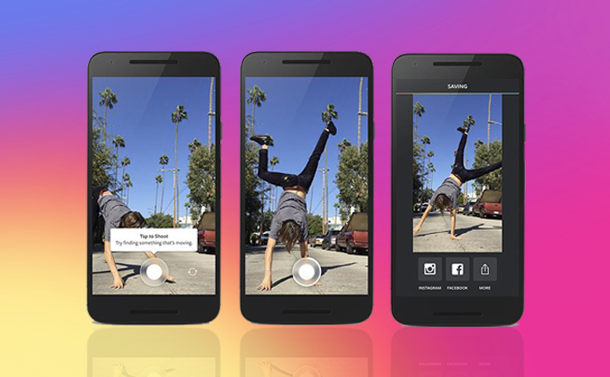 Tap to Shoot
Try finding something that's moving.
SAVING
INSTAGRAM
FACEBOOK
MORE